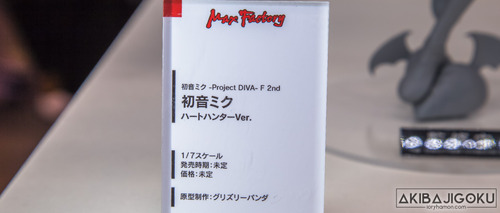 Max Factory
初音ミク -Project DIVA- F 2nd
初音ミク
ハートハンターVer.
1/7スケール
発売時期：未定
価格：未定
原型制作：グリズリーパンダ
AKIBAJIGOKU
loryhamon.com